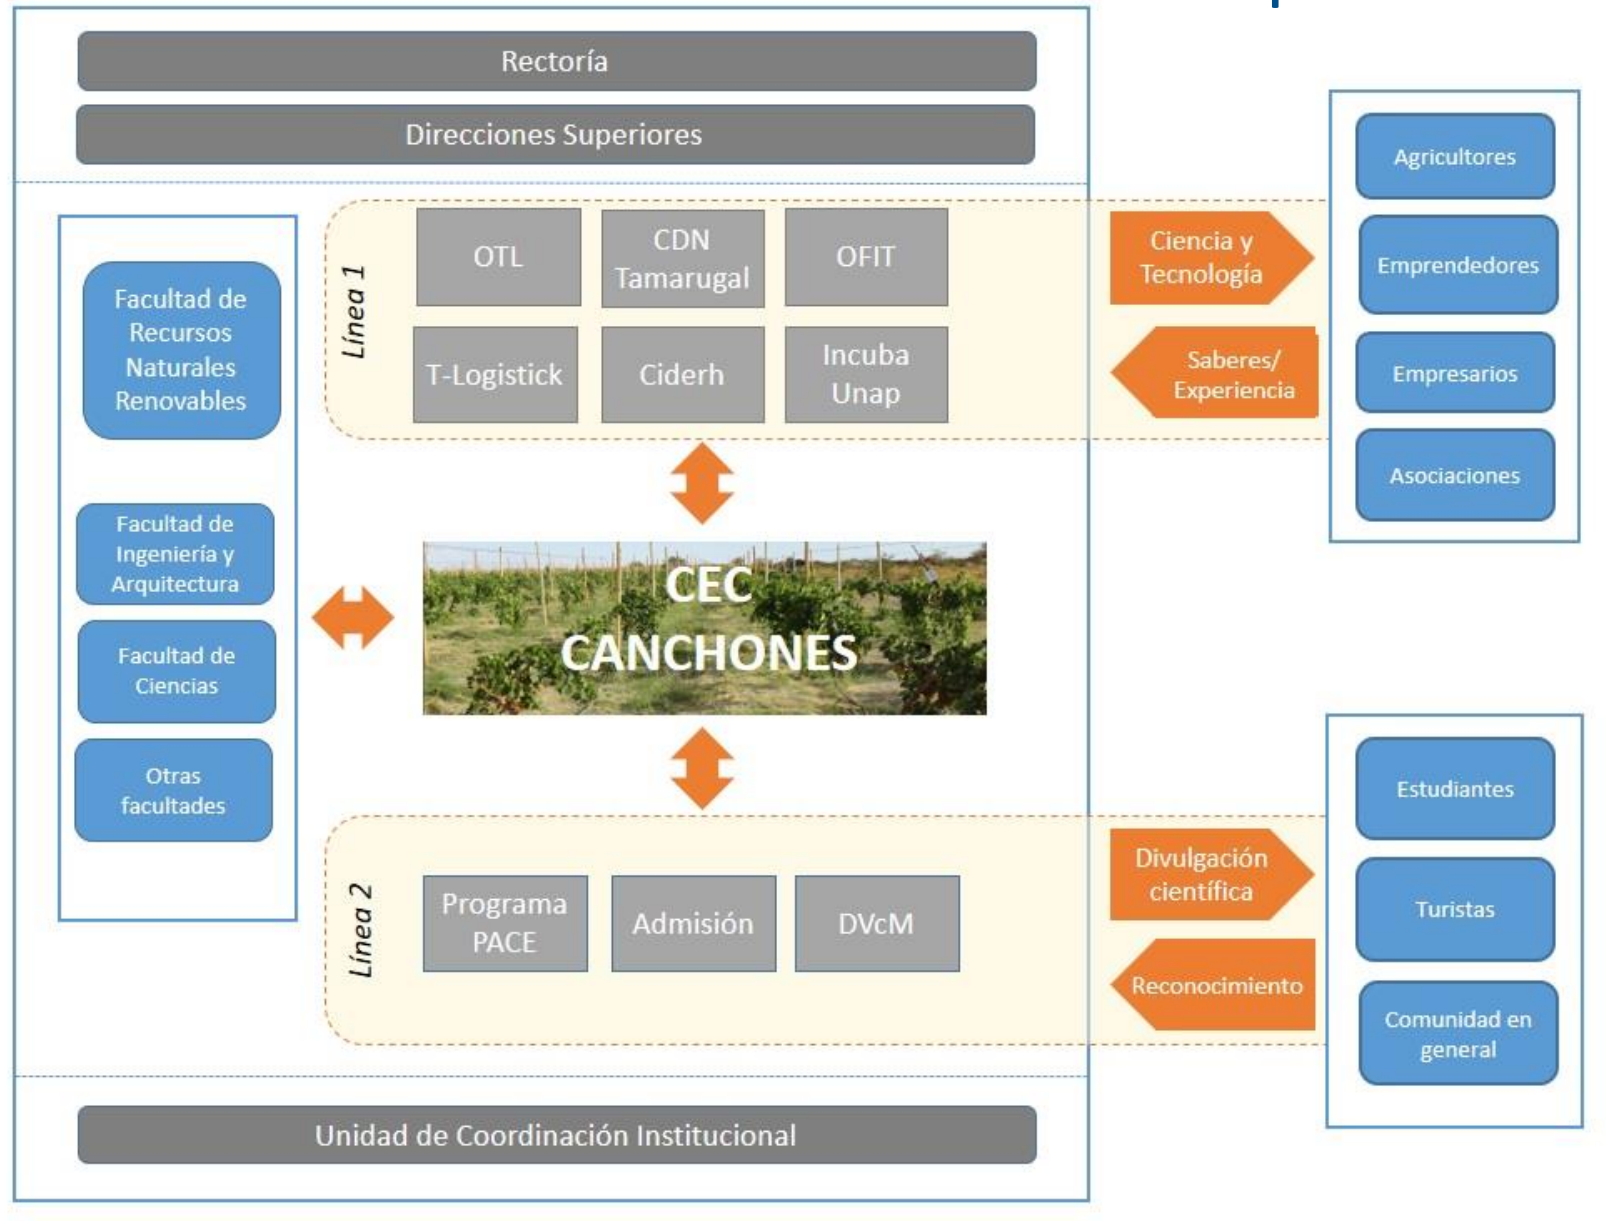 Rectoría
Direcciones Superiores
Facultad de
Recursos
Naturales
Renovables
Facultad de
Ingeniería y
Arquitectura
Facultad de
Ciencias
Otras
facultades
Línea 1
OTL
CDN
Tamarugal
OFIT
T-Logistick
Ciderh
Incuba
Unap
Ciencia y
Tecnología
Saberes/
Experiencia
Agricultores
Emprendedores
Empresarios
Asociaciones
CEC
CANCHONES
Línea 2
Programa
PACE
Admisión
DVcM
Divulgación
científica
Reconocimiento
Estudiantes
Turistas
Comunidad en
general
Unidad de Coordinación Institucional